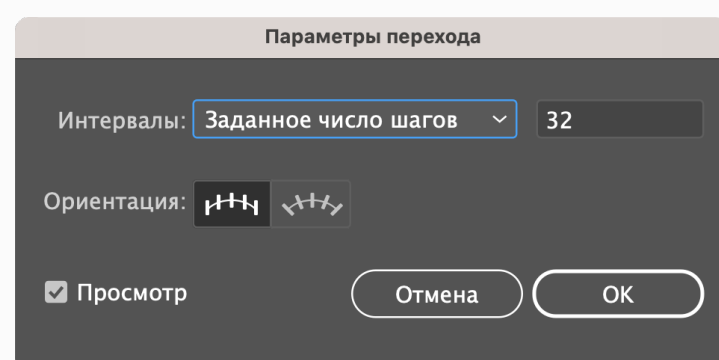 Параметры перехода
Интервалы: Заданное число шагов 32
Ориентация:
Просмотр Отмена OK